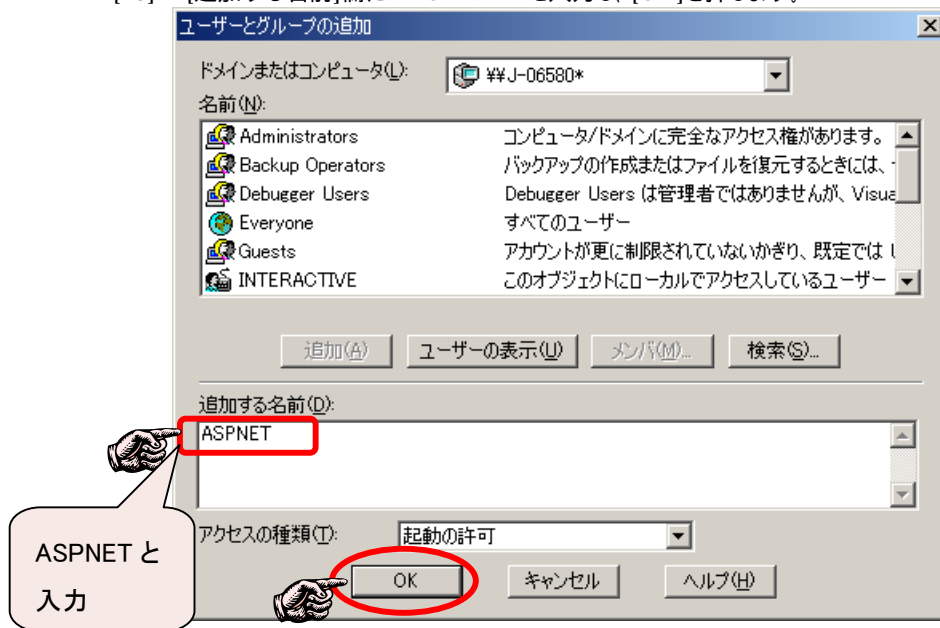 ユーザーとグループの追加
ドメインまたはコンピュータ(L): ¥¥J-06580*
名前(N):
Administrators コンピュータ/ドメインに完全なアクセス権があります。
Backup Operators バックアップの作成またはファイルを復元するときには、
Debugger Users Debugger Users は管理者ではありませんが、Visua
Everyone すべてのユーザー
Guests アカウントが更に制限されていないかぎり、既定では
INTERACTIVE このオブジェクトにローカルでアクセスしているユーザー
追加(A) ユーザーの表示(U) メンバ(M)... 検索(S)...
追加する名前(D):
ASPNET
アクセスの種類(T): 起動の許可
ASPNET と
入力
OK キャンセル ヘルプ(H)